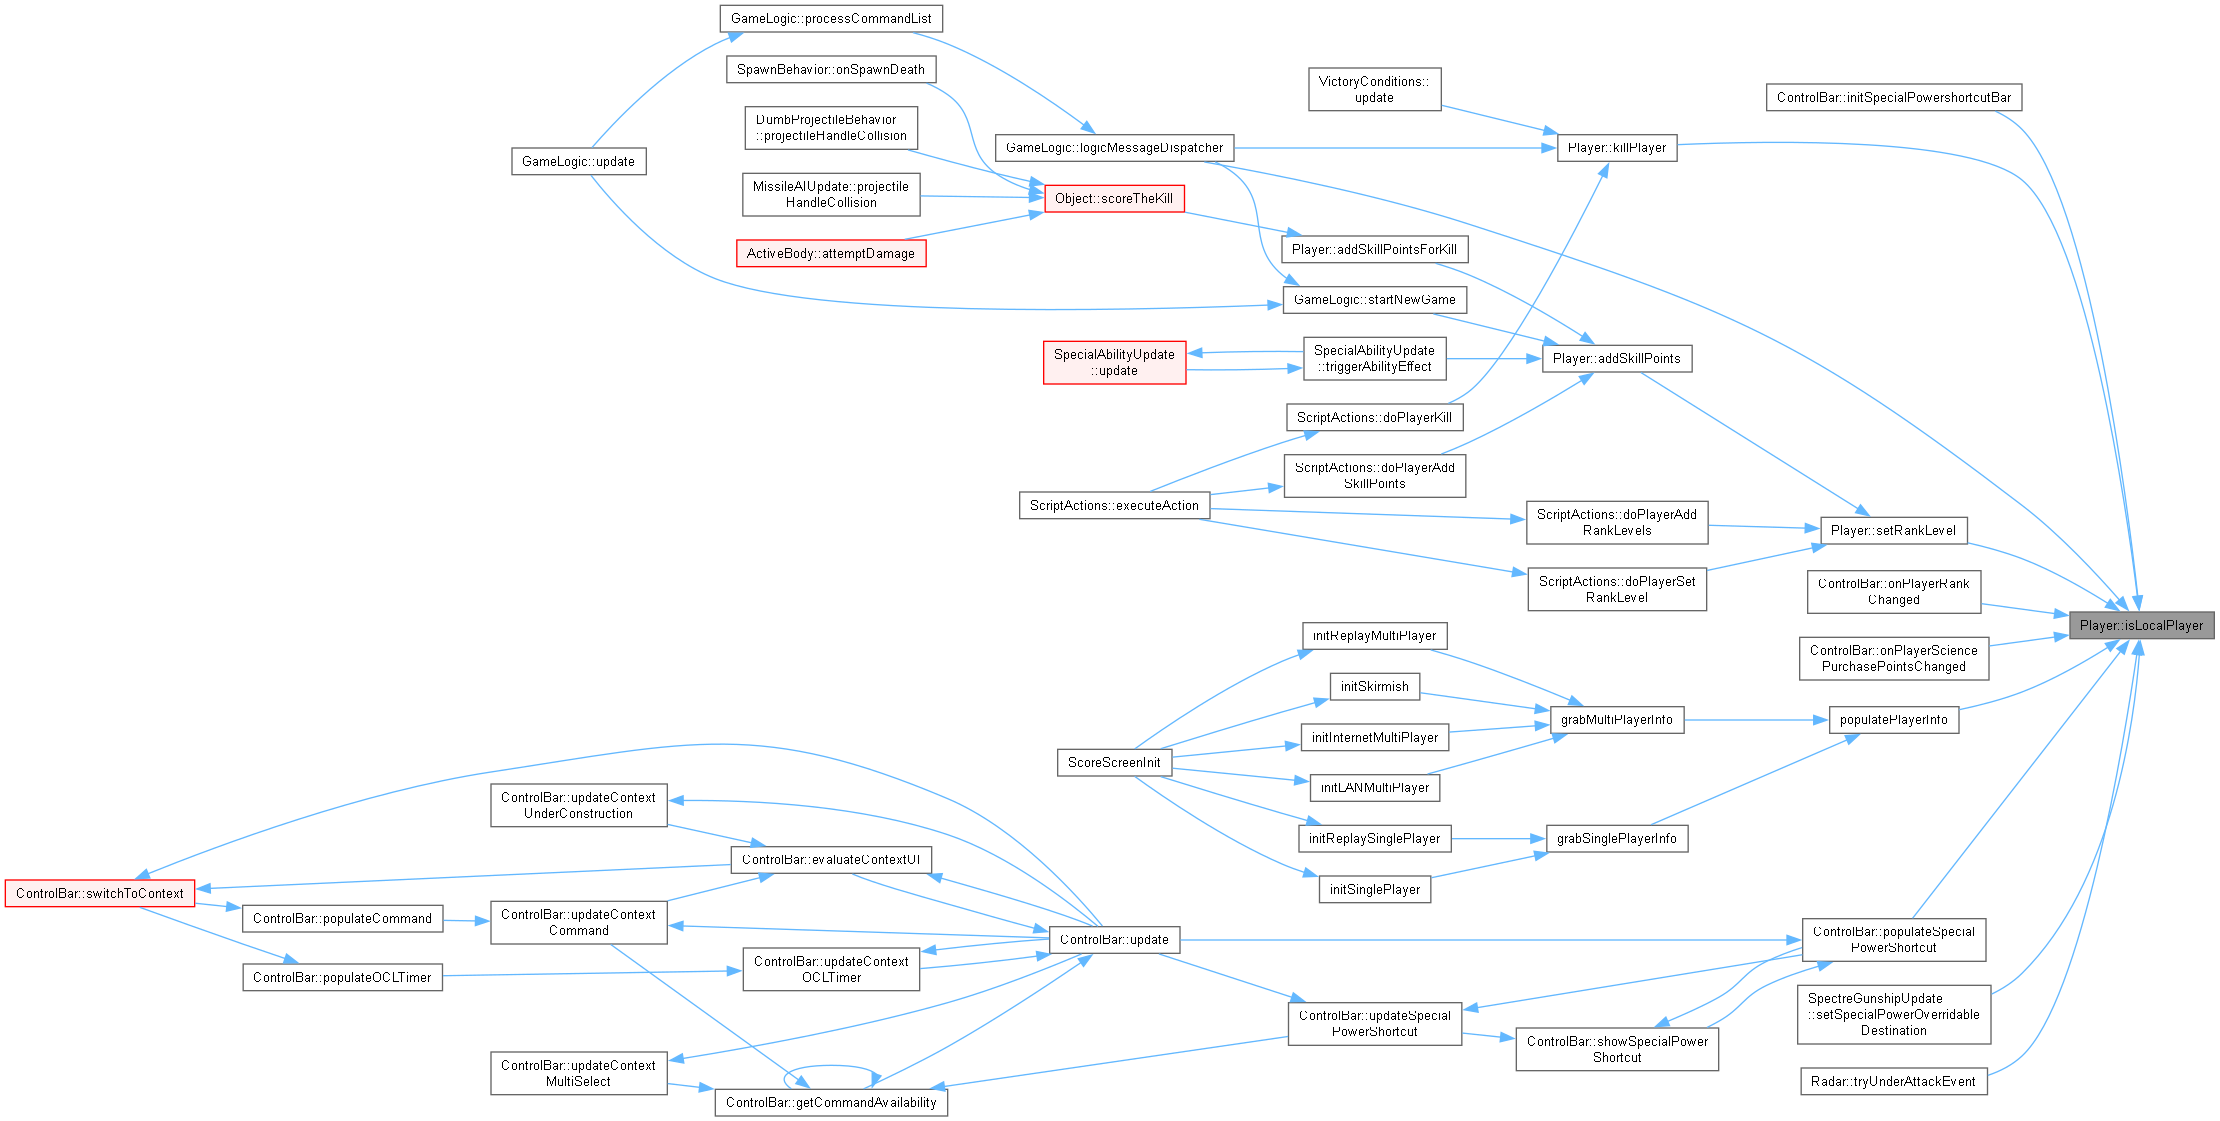 GameLogic::processCommandList
SpawnBehavior::onSpawnDeath
VictoryConditions::
update
ControlBar::initSpecialPowershortcutBar
DumbProjectileBehavior
::projectileHandleCollision
GameLogic::logicMessageDispatcher
Player::killPlayer
GameLogic::update
MissileAIUpdate::projectile
HandleCollision
Object::scoreTheKill
ActiveBody::attemptDamage
Player::addSkillPointsForKill
GameLogic::startNewGame
SpecialAbilityUpdate
::update
SpecialAbilityUpdate
::triggerAbilityEffect
Player::addSkillPoints
ScriptActions::doPlayerKill
ScriptActions::doPlayerAdd
SkillPoints
ScriptActions::executeAction
ScriptActions::doPlayerAdd
RankLevels
Player::setRankLevel
ScriptActions::doPlayerSet
RankLevel
ControlBar::onPlayerRank
Changed
Player::isLocalPlayer
initReplayMultiPlayer
ControlBar::onPlayerScience
PurchasePointsChanged
initSkirmish
grabMultiPlayerInfo
populatePlayerInfo
initInternetMultiPlayer
ScoreScreenInit
initLANMultiPlayer
ControlBar::updateContext
UnderConstruction
initReplaySinglePlayer
grabSinglePlayerInfo
ControlBar::evaluateContextUI
ControlBar::switchToContext
initSinglePlayer
ControlBar::populateCommand
ControlBar::updateContext
Command
ControlBar::update
ControlBar::populateSpecial
PowerShortcut
ControlBar::populateOCLTimer
ControlBar::updateContext
OCLTimer
SpectreGunshipUpdate
::setSpecialPowerOverridable
Destination
ControlBar::updateSpecial
PowerShortcut
ControlBar::showSpecialPower
Shortcut
ControlBar::updateContext
MultiSelect
Radar::tryUnderAttackEvent
ControlBar::getCommandAvailability